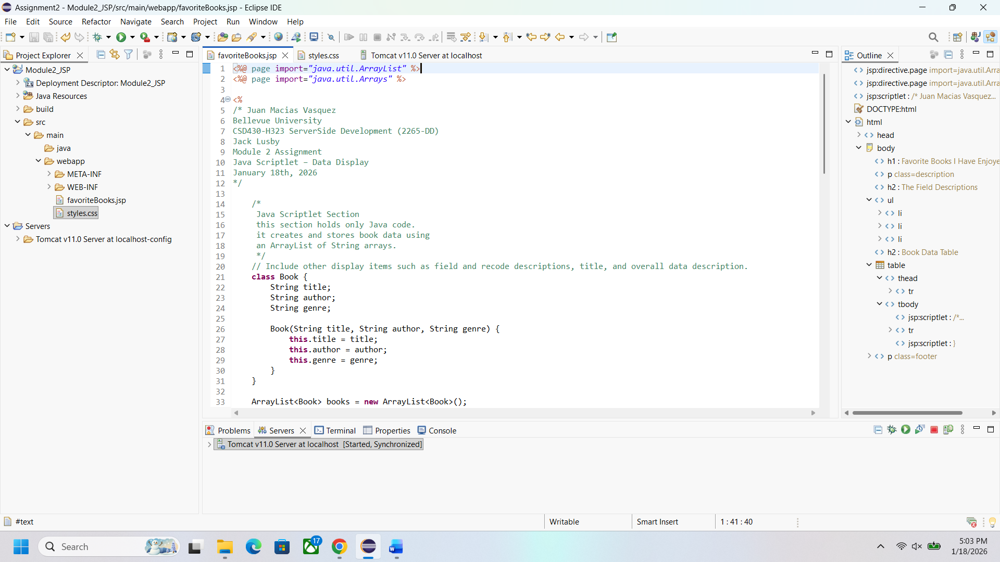 Assignment2 - Module2_JSP/src/main/webapp/favoriteBooks.jsp - Eclipse IDE
File Edit Source Refactor Navigate Search Project Run Window Help
Project Explorer
Module2_JSP
Deployment Descriptor: Module2_JSP
Java Resources
build
src
main
java
webapp
META-INF
WEB-INF
favoriteBooks.jsp
styles.css
Servers
Tomcat v11.0 Server at localhost-config
favoriteBooks.jsp styles.css Tomcat v11.0 Server at localhost
1 <%@ page import="java.util.ArrayList" %>
2 <%@ page import="java.util.Arrays" %>
3
4 <%
5 /* Juan Macias Vasquez
6 Bellevue University
7 CSD430-H323 ServerSide Development (2265-DD)
8 Jack Lusby
9 Module 2 Assignment
10 Java Scriptlet – Data Display
11 January 18th, 2026
12 */
13
14 /*
15 Java Scriptlet Section
16 this section holds only Java code.
17 it creates and stores book data using
18 an ArrayList of String arrays.
19 */
20 // Include other display items such as field and recode descriptions, title, and overall data description.
21 class Book {
22 String title;
23 String author;
24 String genre;
25
26 Book(String title, String author, String genre) {
27 this.title = title;
28 this.author = author;
29 this.genre = genre;
30 }
31 }
32
33 ArrayList<Book> books = new ArrayList<Book>();
Outline
jsp:directive.page import=java.util.Arra
jsp:directive.page import=java.util.Arra
jsp:scriptlet : /* Juan Macias Vasquez...
DOCTYPE:html
html
head
body
h1 : Favorite Books I Have Enjoye
p class=description
h2 : The Field Descriptions
ul
li
li
li
h2 : Book Data Table
table
thead
tr
tbody
jsp:scriptlet : /*...
tr
jsp:scriptlet : }
p class=footer
Problems Servers Terminal Properties Console
Tomcat v11.0 Server at localhost [Started, Synchronized]
#text
Writable Smart Insert 1 : 41 : 40
Search
17
5:03 PM
1/18/2026